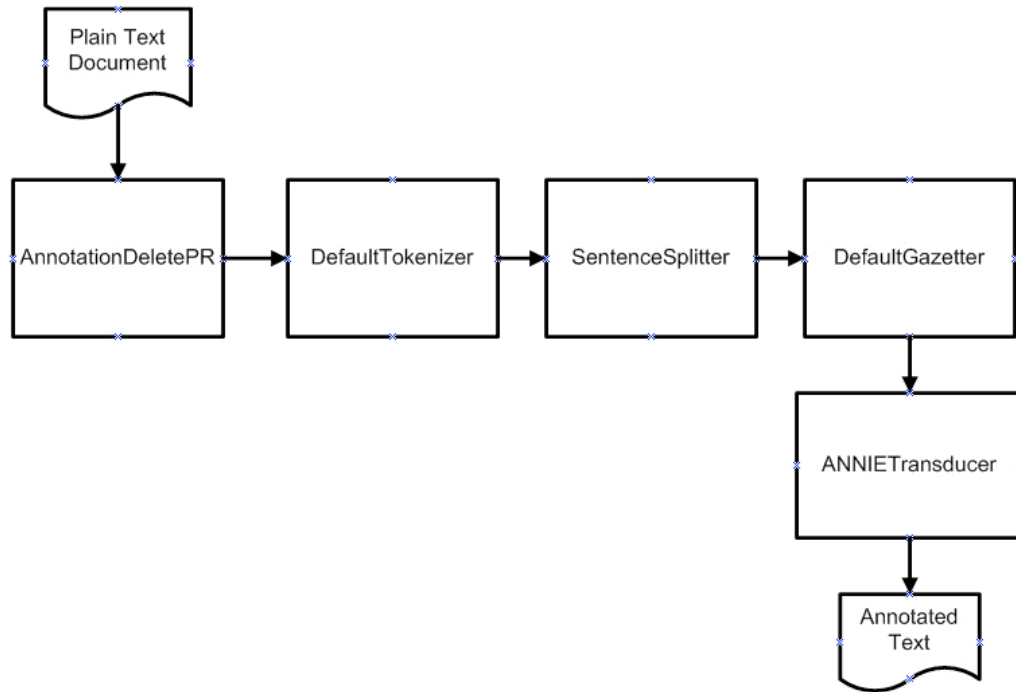 Plain Text
Document
AnnotationDeletePR
DefaultTokenizer
SentenceSplitter
DefaultGazetter
ANNIETransducer
Annotated
Text